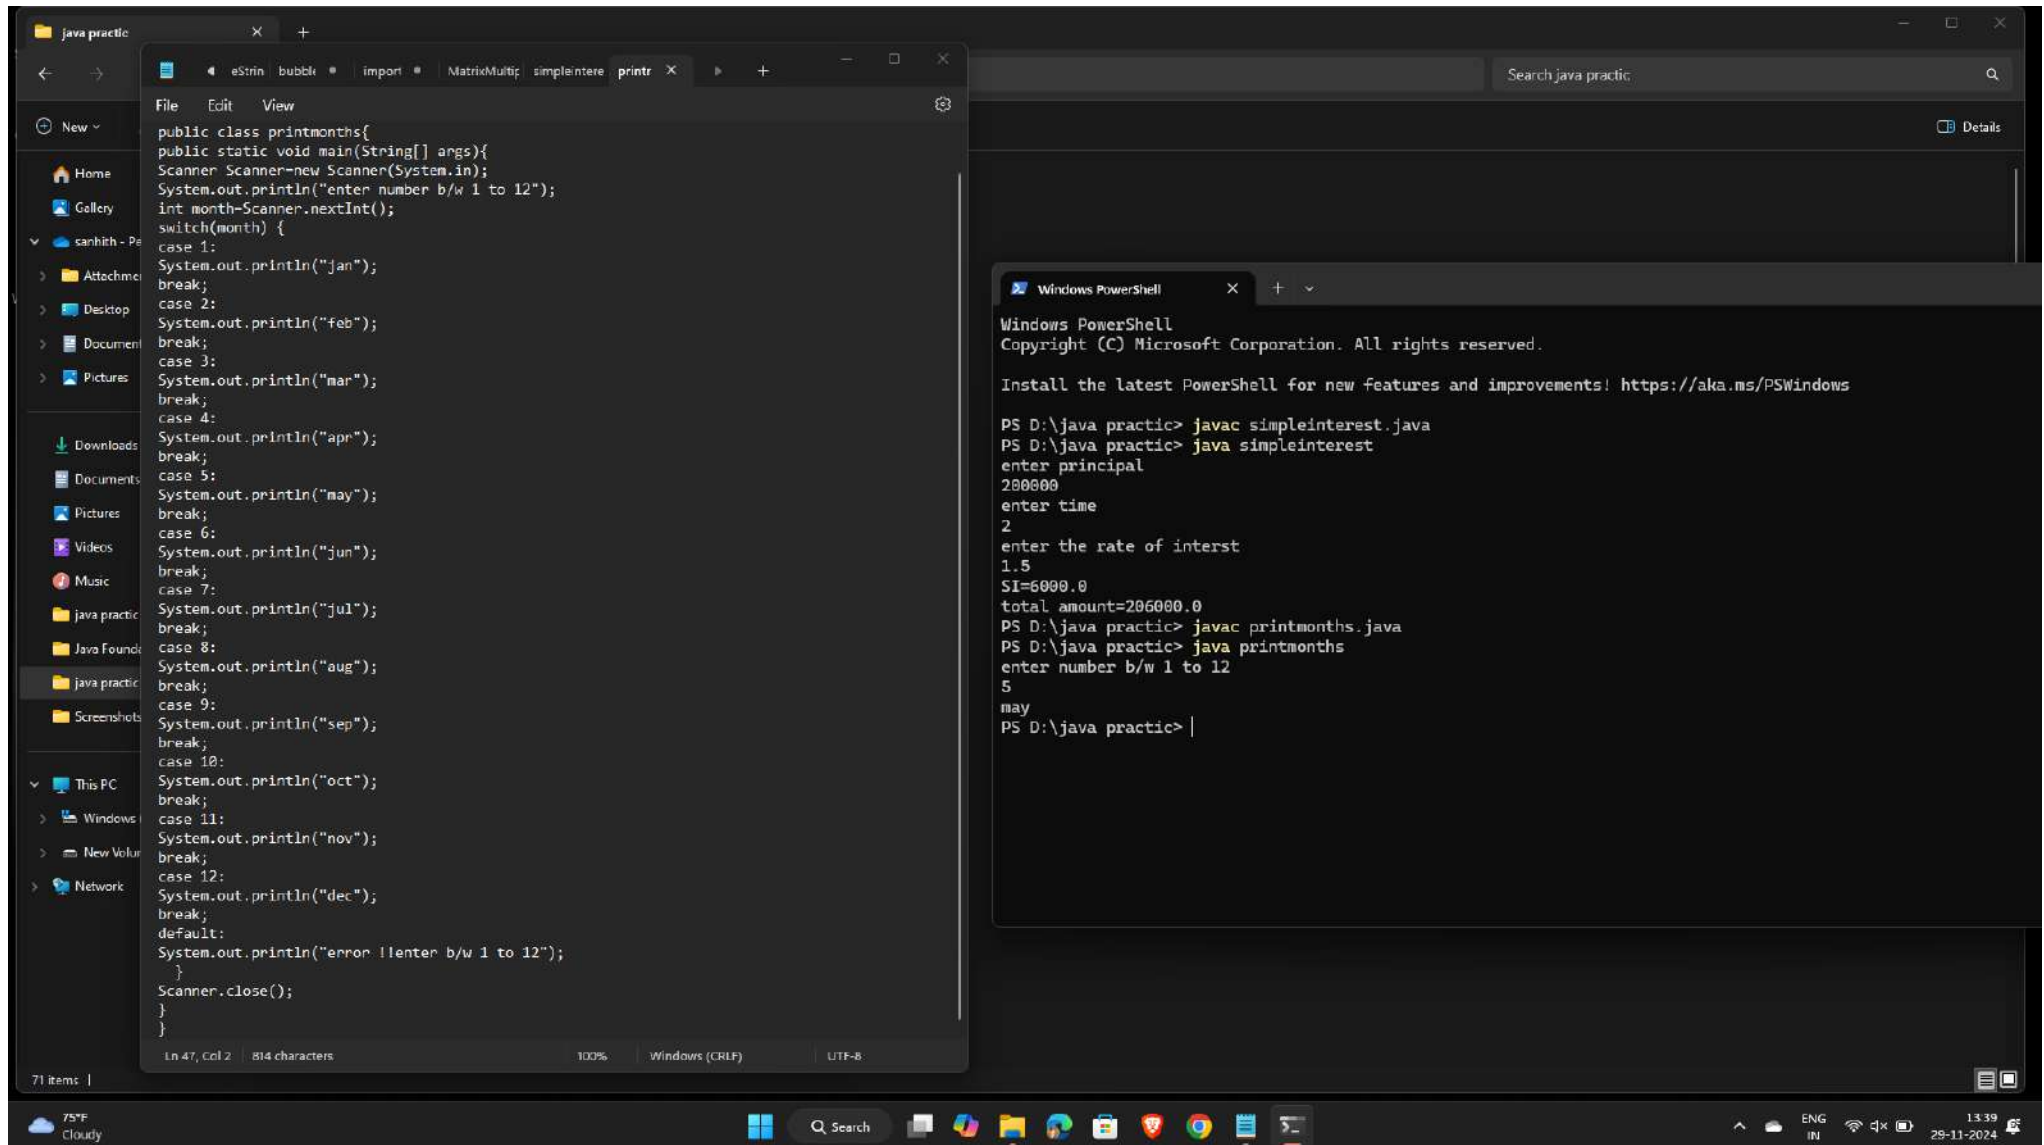 java practic
Search java practic
New
Details
Home
Gallery
sanhith - Pe
Attachme
Desktop
Document
Pictures
Downloads
Documents
Pictures
Videos
Music
java practic
Java Founda
java practic
Screenshots
This PC
Windows
New Volur
Network
71 items
eStrin bubble import MatrixMultip simpleintere printr
File Edit View
public class printmonths{
public static void main(String[] args){
Scanner Scanner=new Scanner(System.in);
System.out.println("enter number b/w 1 to 12");
int month=Scanner.nextInt();
switch(month) {
case 1:
System.out.println("jan");
break;
case 2:
System.out.println("feb");
break;
case 3:
System.out.println("mar");
break;
case 4:
System.out.println("apr");
break;
case 5:
System.out.println("may");
break;
case 6:
System.out.println("jun");
break;
case 7:
System.out.println("jul");
break;
case 8:
System.out.println("aug");
break;
case 9:
System.out.println("sep");
break;
case 10:
System.out.println("oct");
break;
case 11:
System.out.println("nov");
break;
case 12:
System.out.println("dec");
break;
default:
System.out.println("error !!enter b/w 1 to 12");
}
Scanner.close();
}
}
Ln 47, Col 2 814 characters 100% Windows (CRLF) UTF-8
Windows PowerShell
Windows PowerShell
Copyright (C) Microsoft Corporation. All rights reserved.
Install the latest PowerShell for new features and improvements! https://aka.ms/PSWindows
PS D:\java practic> javac simpleinterest.java
PS D:\java practic> java simpleinterest
enter principal
200000
enter time
2
enter the rate of interst
1.5
SI=6000.0
total amount=206000.0
PS D:\java practic> javac printmonths.java
PS D:\java practic> java printmonths
enter number b/w 1 to 12
5
may
PS D:\java practic>
75°F
Cloudy
Search
ENG
IN
13:39
29-11-2024